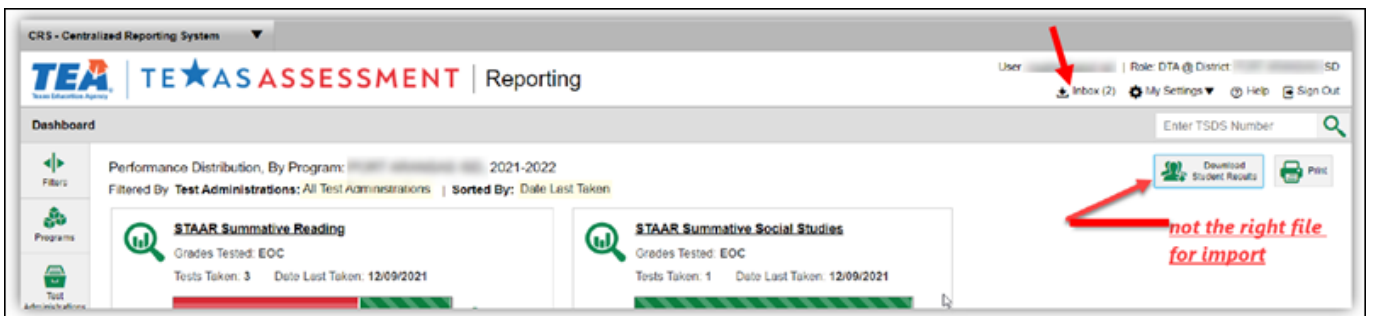 CRS - Centralized Reporting System
TEA
Texas Education Agency
TEXAS ASSESSMENT Reporting
User | Role: DTA @ District: SD
Inbox (2) My Settings Help Sign Out
Dashboard
Enter TSDS Number
Filters
Performance Distribution, By Program: 2021-2022
Filtered By Test Administrations: All Test Administrations | Sorted By: Date Last Taken
Download
Student Results
Print
Programs
STAAR Summative Reading
Grades Tested: EOC
Tests Taken: 3 Date Last Taken: 12/09/2021
STAAR Summative Social Studies
Grades Tested: EOC
Tests Taken: 1 Date Last Taken: 12/09/2021
not the right file
for import
Test
Administrations